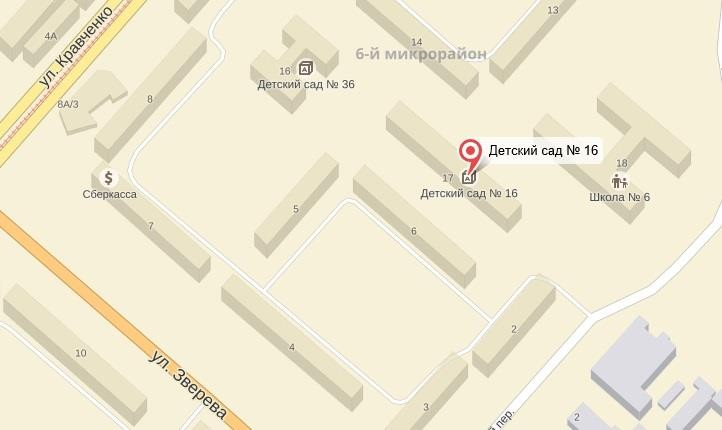 13
4А
ул. Кравченко
14
6-й микрорайон
16
Детский сад № 36
8
8А/3
Детский сад № 16
18
17
Сберкасса
Детский сад № 16
Школа № 6
5
7
6
2
4
10
ул. Зверева
3
2
пер.